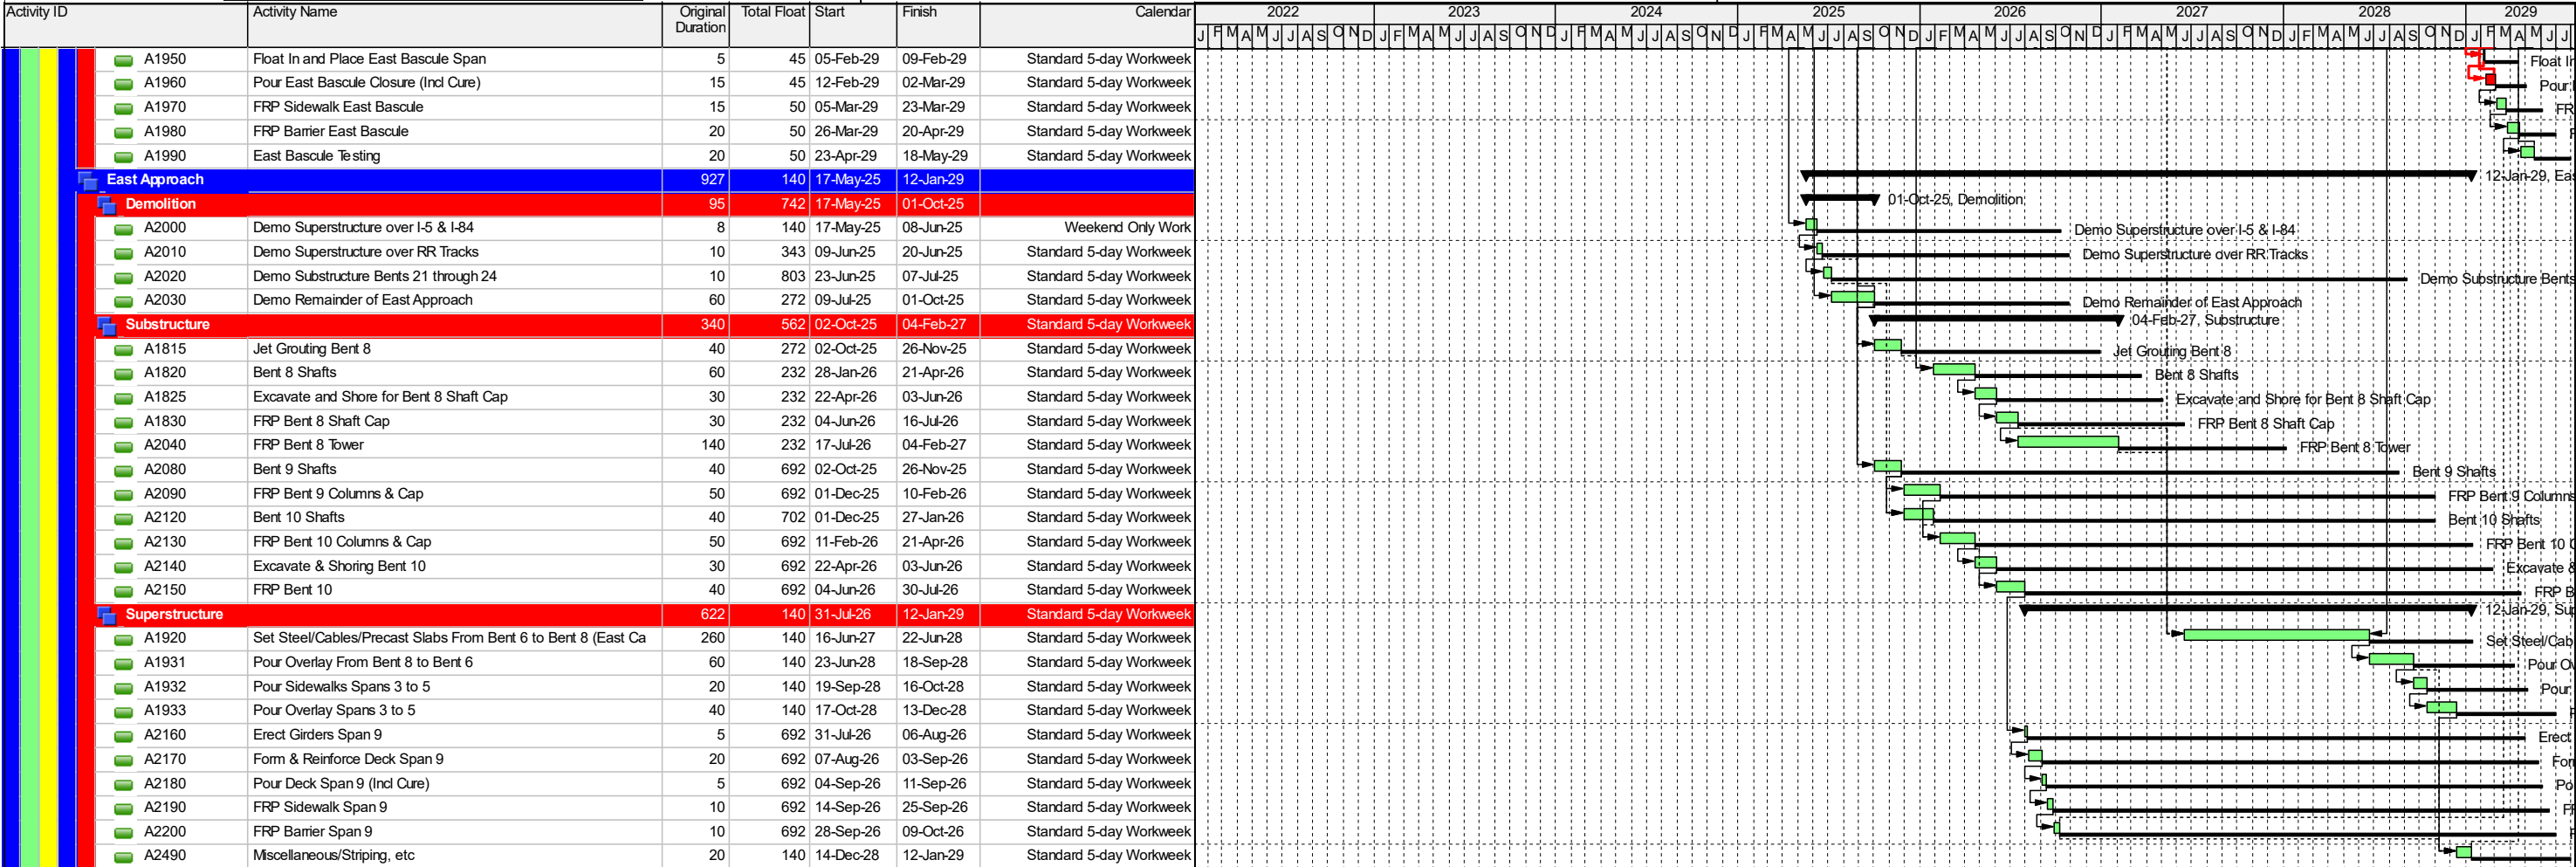 Activity ID Activity Name Original Duration Total Float Start Finish Calendar 2022 2023 2024 2025 2026 2027 2028 2029
J F M A M J J A S O N D J F M A M J J A S O N D J F M A M J J A S O N D J F M A M J J A S O N D J F M A M J J A S O N D J F M A M J J A S O N D J F M A M J J A S O N D J F M A M J J
A1950 Float In and Place East Bascule Span 5 45 05-Feb-29 09-Feb-29 Standard 5-day Workweek Float In
A1960 Pour East Bascule Closure (Incl Cure) 15 45 12-Feb-29 02-Mar-29 Standard 5-day Workweek Pour
A1970 FRP Sidewalk East Bascule 15 50 05-Mar-29 23-Mar-29 Standard 5-day Workweek FR
A1980 FRP Barrier East Bascule 20 50 26-Mar-29 20-Apr-29 Standard 5-day Workweek F
A1990 East Bascule Testing 20 50 23-Apr-29 18-May-29 Standard 5-day Workweek
East Approach 927 140 17-May-25 12-Jan-29 12-Jan-29, Eas
Demolition 95 742 17-May-25 01-Oct-25 01-Oct-25, Demolition
A2000 Demo Superstructure over I-5 & I-84 8 140 17-May-25 08-Jun-25 Weekend Only Work Demo Superstructure over I-5 & I-84
A2010 Demo Superstructure over RR Tracks 10 343 09-Jun-25 20-Jun-25 Standard 5-day Workweek Demo Superstructure over RR Tracks
A2020 Demo Substructure Bents 21 through 24 10 803 23-Jun-25 07-Jul-25 Standard 5-day Workweek Demo Substructure Bents
A2030 Demo Remainder of East Approach 60 272 09-Jul-25 01-Oct-25 Standard 5-day Workweek Demo Remainder of East Approach
Substructure 340 562 02-Oct-25 04-Feb-27 Standard 5-day Workweek 04-Feb-27, Substructure
A1815 Jet Grouting Bent 8 40 272 02-Oct-25 26-Nov-25 Standard 5-day Workweek Jet Grouting Bent 8
A1820 Bent 8 Shafts 60 232 28-Jan-26 21-Apr-26 Standard 5-day Workweek Bent 8 Shafts
A1825 Excavate and Shore for Bent 8 Shaft Cap 30 232 22-Apr-26 03-Jun-26 Standard 5-day Workweek Excavate and Shore for Bent 8 Shaft Cap
A1830 FRP Bent 8 Shaft Cap 30 232 04-Jun-26 16-Jul-26 Standard 5-day Workweek FRP Bent 8 Shaft Cap
A2040 FRP Bent 8 Tower 140 232 17-Jul-26 04-Feb-27 Standard 5-day Workweek FRP Bent 8 Tower
A2080 Bent 9 Shafts 40 692 02-Oct-25 26-Nov-25 Standard 5-day Workweek Bent 9 Shafts
A2090 FRP Bent 9 Columns & Cap 50 692 01-Dec-25 10-Feb-26 Standard 5-day Workweek FRP Bent 9 Columns
A2120 Bent 10 Shafts 40 702 01-Dec-25 27-Jan-26 Standard 5-day Workweek Bent 10 Shafts
A2130 FRP Bent 10 Columns & Cap 50 692 11-Feb-26 21-Apr-26 Standard 5-day Workweek FRP Bent 10 C
A2140 Excavate & Shoring Bent 10 30 692 22-Apr-26 03-Jun-26 Standard 5-day Workweek Excavate &
A2150 FRP Bent 10 40 692 04-Jun-26 30-Jul-26 Standard 5-day Workweek FRP B
Superstructure 622 140 31-Jul-26 12-Jan-29 Standard 5-day Workweek 12-Jan-29, Sup
A1920 Set Steel/Cables/Precast Slabs From Bent 6 to Bent 8 (East Ca 260 140 16-Jun-27 22-Jun-28 Standard 5-day Workweek Set Steel/Cab
A1931 Pour Overlay From Bent 8 to Bent 6 60 140 23-Jun-28 18-Sep-28 Standard 5-day Workweek Pour Ov
A1932 Pour Sidewalks Spans 3 to 5 20 140 19-Sep-28 16-Oct-28 Standard 5-day Workweek Pour
A1933 Pour Overlay Spans 3 to 5 40 140 17-Oct-28 13-Dec-28 Standard 5-day Workweek
A2160 Erect Girders Span 9 5 692 31-Jul-26 06-Aug-26 Standard 5-day Workweek Erect
A2170 Form & Reinforce Deck Span 9 20 692 07-Aug-26 03-Sep-26 Standard 5-day Workweek Forr
A2180 Pour Deck Span 9 (Incl Cure) 5 692 04-Sep-26 11-Sep-26 Standard 5-day Workweek Po
A2190 FRP Sidewalk Span 9 10 692 14-Sep-26 25-Sep-26 Standard 5-day Workweek F
A2200 FRP Barrier Span 9 10 692 28-Sep-26 09-Oct-26 Standard 5-day Workweek
A2490 Miscellaneous/Striping, etc 20 140 14-Dec-28 12-Jan-29 Standard 5-day Workweek